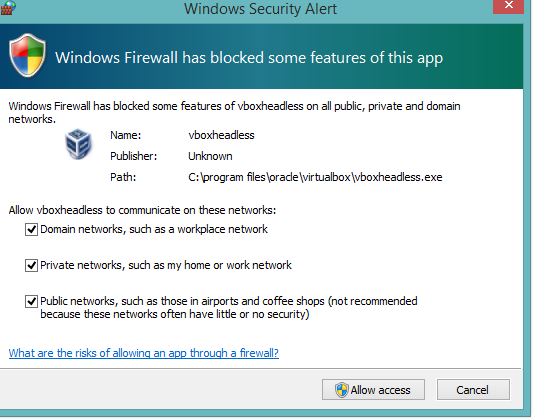 Windows Security Alert
Windows Firewall has blocked some features of this app
Windows Firewall has blocked some features of vboxheadless on all public, private and domain
networks.
Name: vboxheadless
Publisher: Unknown
Path: C:\program files\oracle\virtualbox\vboxheadless.exe
Allow vboxheadless to communicate on these networks:
Domain networks, such as a workplace network
Private networks, such as my home or work network
Public networks, such as those in airports and coffee shops (not recommended
because these networks often have little or no security)
What are the risks of allowing an app through a firewall?
Allow access Cancel